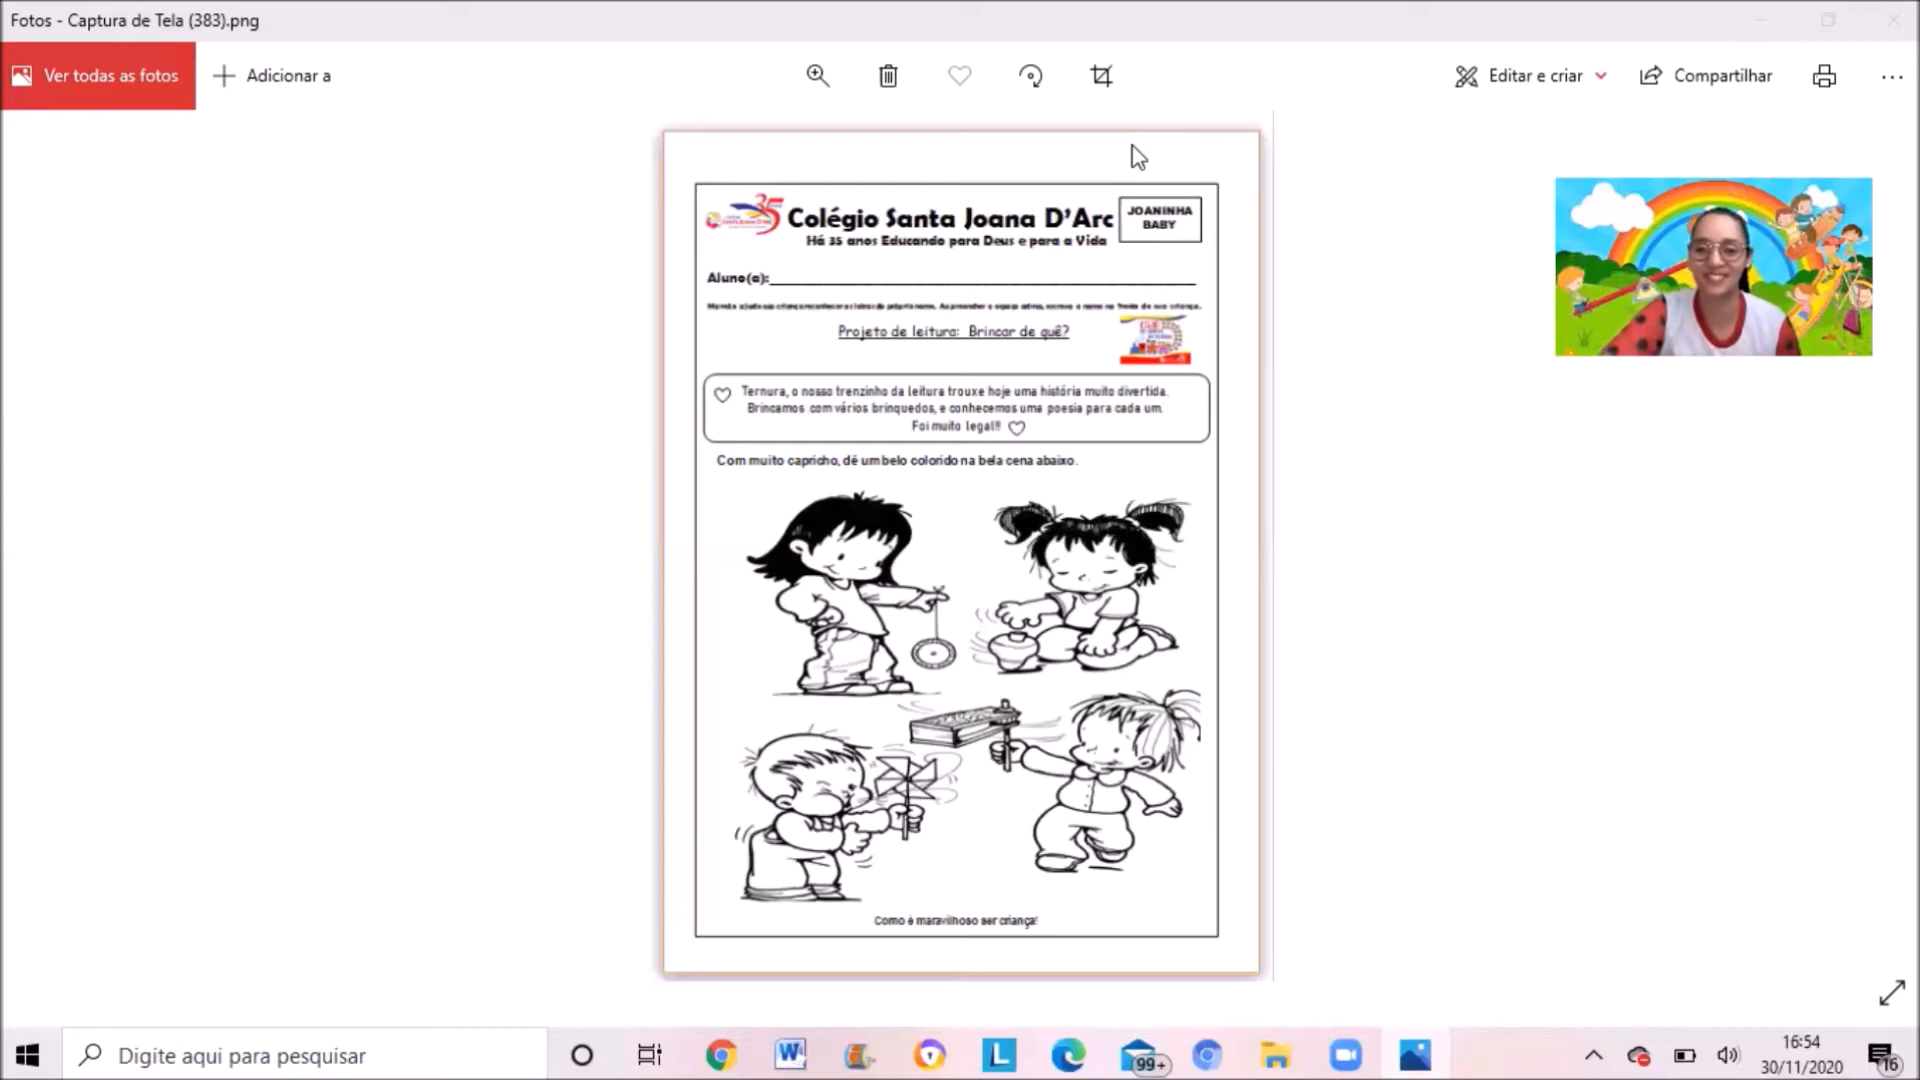 Fotos - Captura de Tela (383).png
Ver todas as fotos
Adicionar a
Editar e criar
Compartilhar
35
Colégio Santa Joana D'Arc
JOANINHA
BABY
Há 35 anos Educando para Deus e para a Vida
Aluno(a):
Projeto de leitura: Brincar de quê?
Ternura, o nosso trenzinho da leitura trouxe hoje uma história muito divertida.
Brincamos com vários brinquedos, e conhecemos uma poesia para cada um.
Foi muito legal!!
Com muito capricho, dê um belo colorido na bela cena abaixo.
Como é maravilhoso ser criança!
Digite aqui para pesquisar
99+
16:54
30/11/2020
16